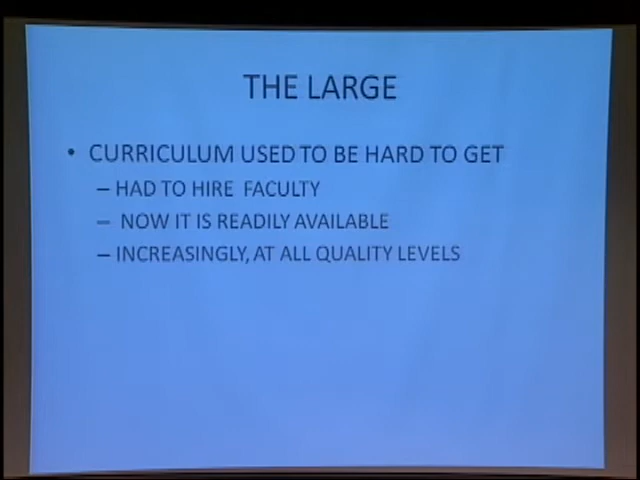 THE LARGE
• CURRICULUM USED TO BE HARD TO GET
– HAD TO HIRE FACULTY
– NOW IT IS READILY AVAILABLE
– INCREASINGLY, AT ALL QUALITY LEVELS